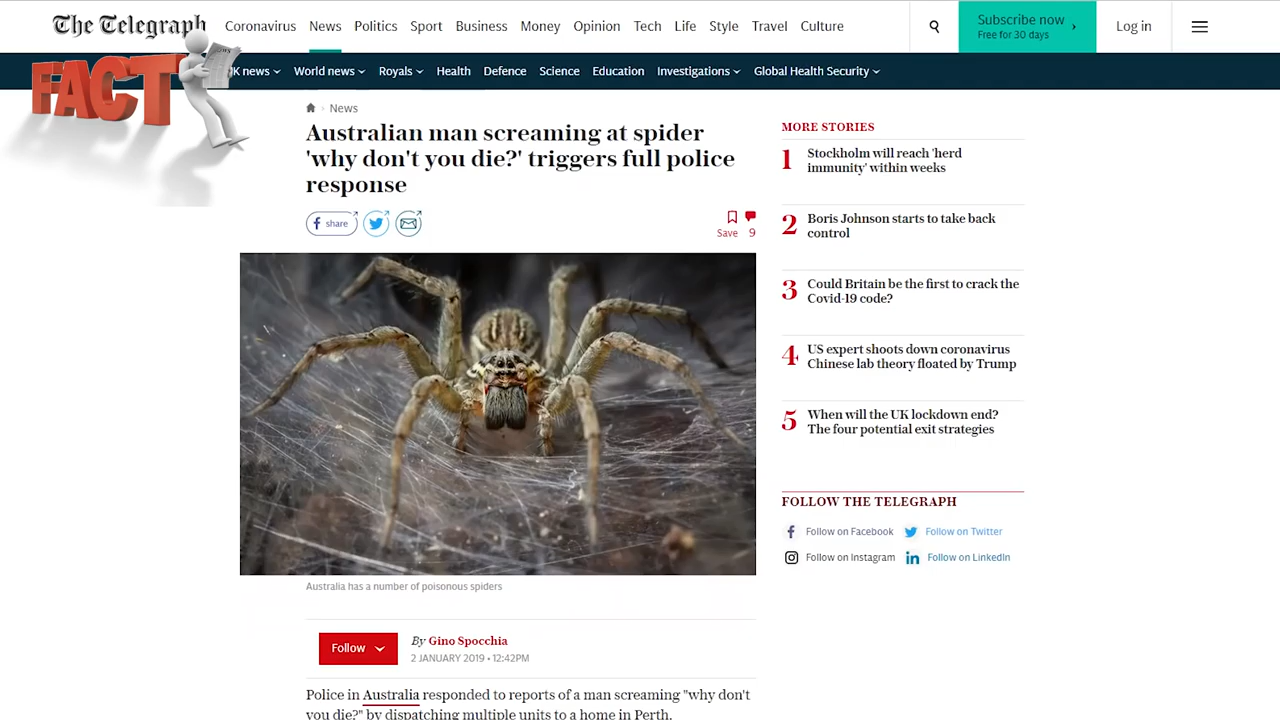 The Telegraph
Coronavirus News Politics Sport Business Money Opinion Tech Life Style Travel Culture
Subscribe now
Free for 30 days
Log in
FACT
NEWS
K news World news Royals Health Defence Science Education Investigations Global Health Security
News
Australian man screaming at spider
'why don't you die?' triggers full police
response
share
Save 9
Australia has a number of poisonous spiders
Follow
By Gino Spocchia
2 JANUARY 2019 • 12:42PM
Police in Australia responded to reports of a man screaming "why don't
you die?" by dispatching multiple units to a home in Perth.
MORE STORIES
1 Stockholm will reach 'herd
immunity' within weeks
2 Boris Johnson starts to take back
control
3 Could Britain be the first to crack the
Covid-19 code?
4 US expert shoots down coronavirus
Chinese lab theory floated by Trump
5 When will the UK lockdown end?
The four potential exit strategies
FOLLOW THE TELEGRAPH
Follow on Facebook Follow on Twitter
Follow on Instagram Follow on LinkedIn